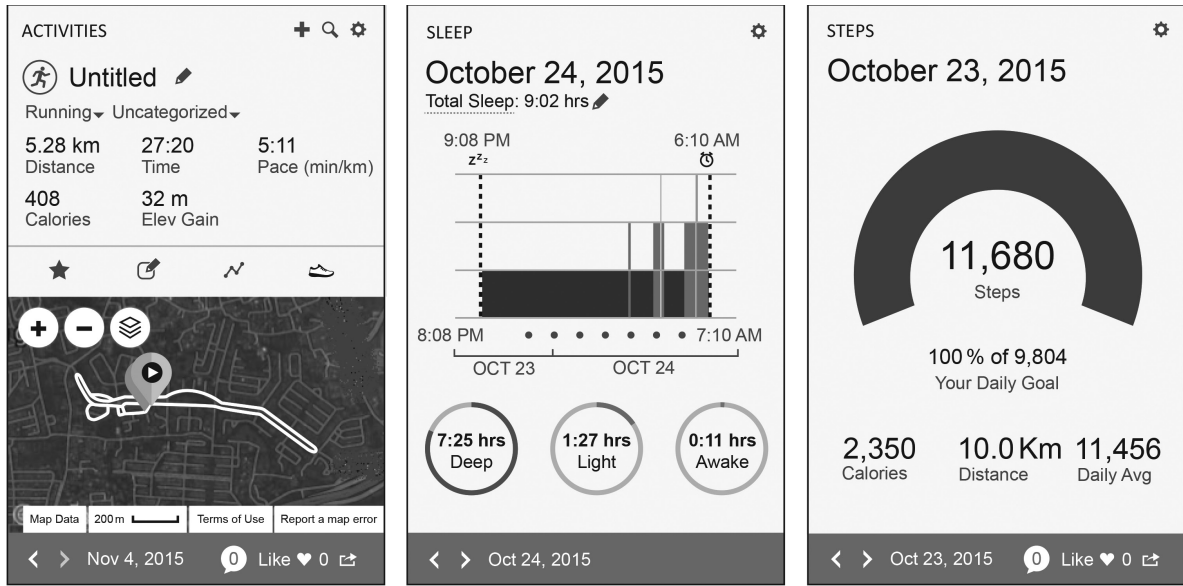 ACTIVITIES
Untitled
Running Uncategorized
5.28 km 27:20 5:11
Distance Time Pace (min/km)
408 32 m
Calories Elev Gain
Map Data 200 m Terms of Use Report a map error
Nov 4, 2015 0 Like 0
SLEEP
October 24, 2015
Total Sleep: 9:02 hrs
9:08 PM 6:10 AM
zzz
8:08 PM 7:10 AM
OCT 23 OCT 24
7:25 hrs 1:27 hrs 0:11 hrs
Deep Light Awake
Oct 24, 2015
STEPS
October 23, 2015
11,680
Steps
100 % of 9,804
Your Daily Goal
2,350 10.0 Km 11,456
Calories Distance Daily Avg
Oct 23, 2015 0 Like 0